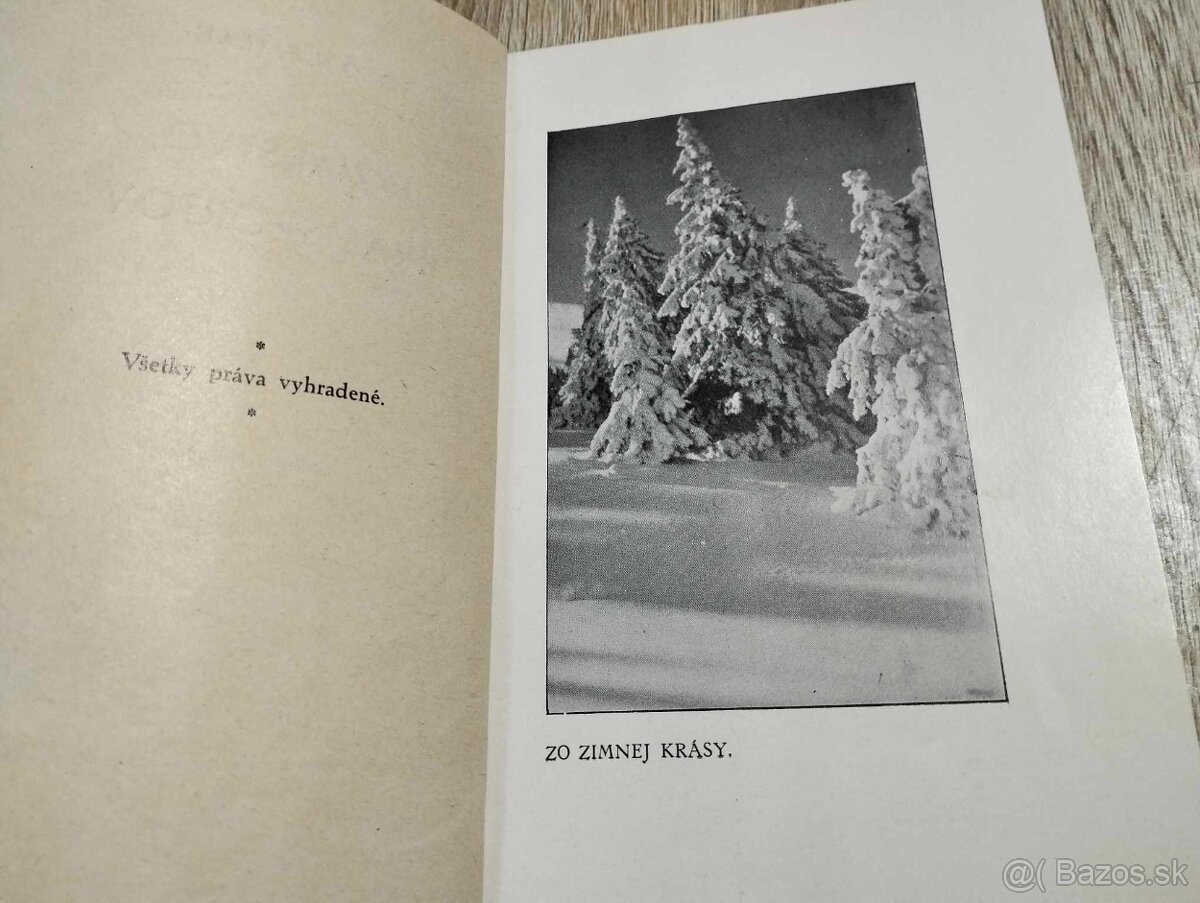 *
Všetky práva vyhradené.
*
ZO ZIMNEJ KRÁSY.
@( Bazos.sk